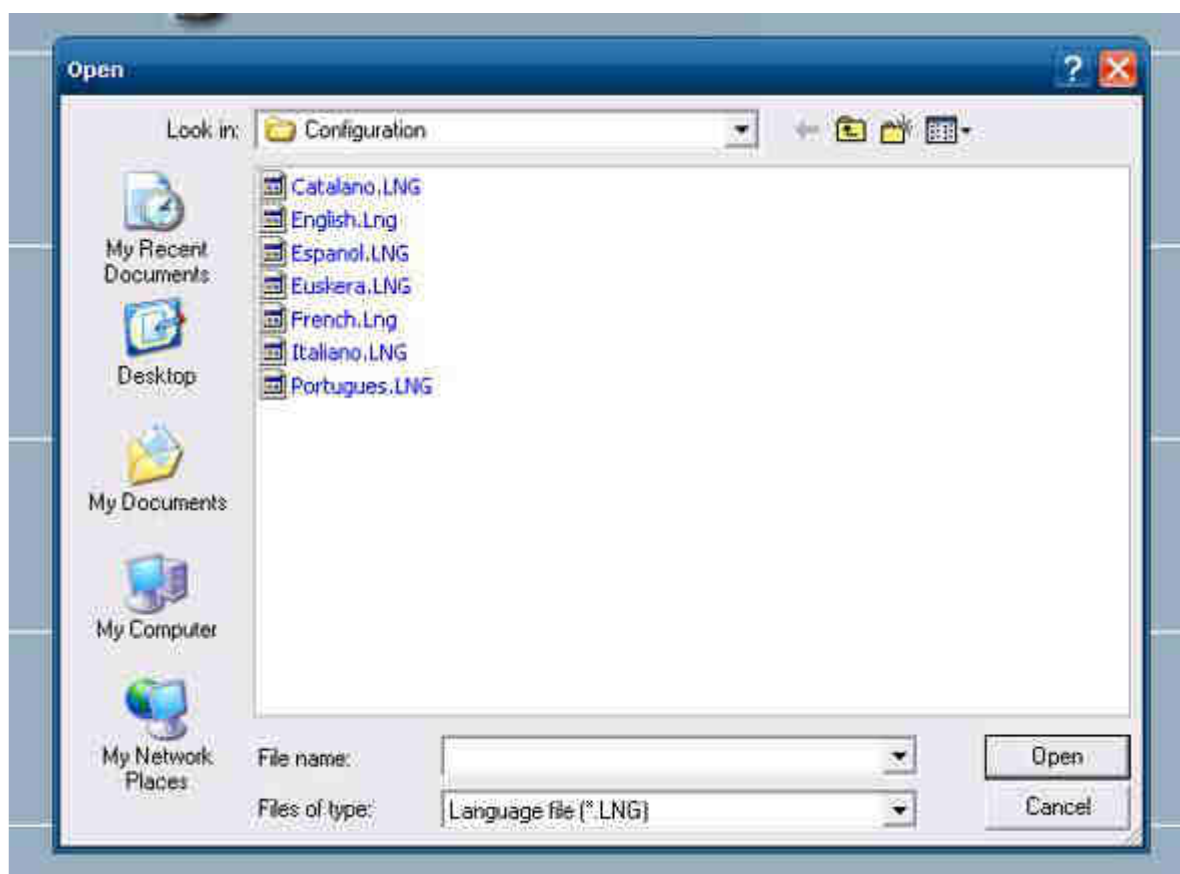 Open
Look in:
Configuration
Catalano.LNG
English.Lng
Espanol.LNG
Euskera.LNG
French.Lng
Italiano.LNG
Portugues.LNG
My Recent
Documents
Desktop
My Documents
My Computer
My Network
Places
File name:
Open
Files of type:
Language file (*.LNG)
Cancel